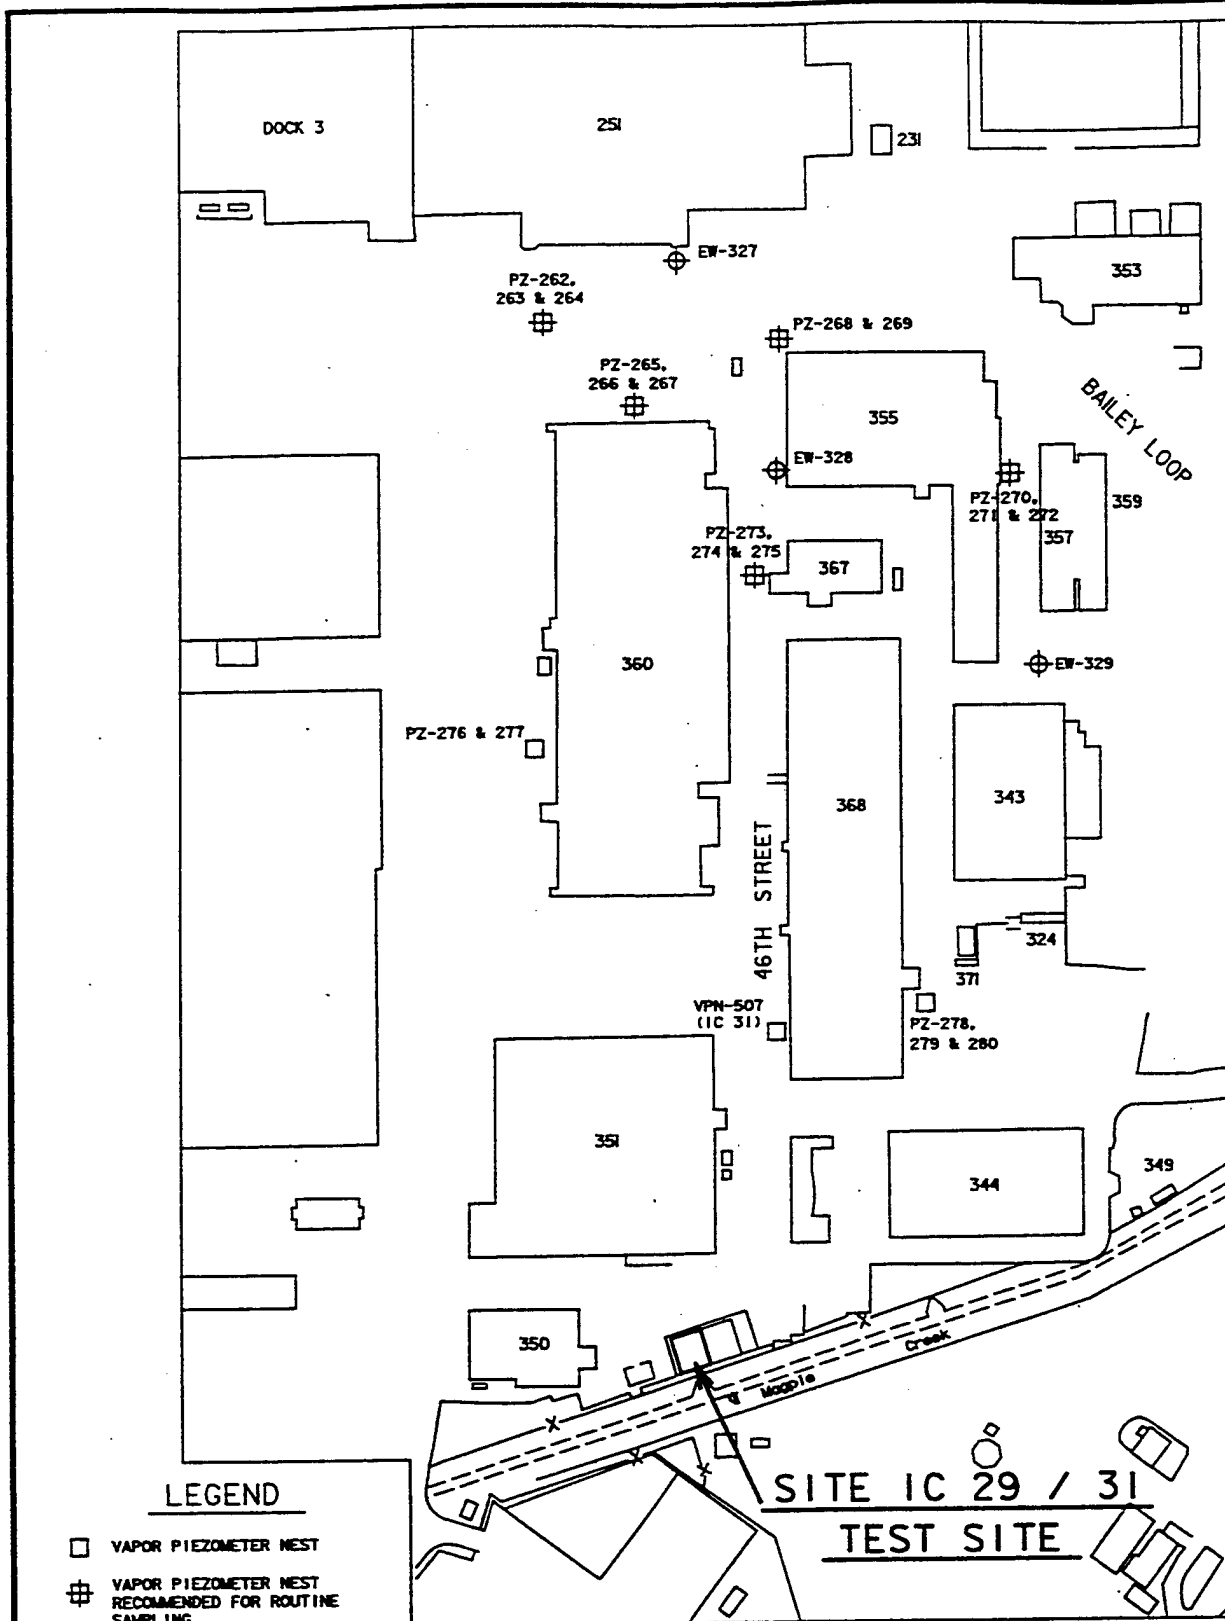 DOCK 3
251
231
353
EW-327
PZ-262,
263 & 264
PZ-268 & 269
PZ-265,
266 & 267
355
BAILEY LOOP
EW-328
PZ-270,
271 & 272
359
357
PZ-273,
274 & 275
367
360
EW-329
PZ-276 & 277
368
343
46TH STREET
324
371
VPN-507
(IC 31)
PZ-278,
279 & 280
351
344
349
350
Magpie Creek
SITE IC 29 / 31
TEST SITE
LEGEND
VAPOR PIEZOMETER NEST
VAPOR PIEZOMETER NEST
RECOMMENDED FOR ROUTINE
SAMPLING